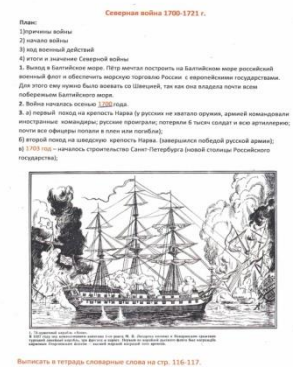 Северная война 1700-1721 г.
План:
1)причины войны
2) начало войны
3) ход военный действий
4) итоги и значение Северной войны
1. Выход в Балтийское море. Пётр мечтал построить на Балтийском море российский
военный флот и обеспечить морскую торговлю России с европейскими государствами.
Для этого ему нужно было воевать со Швецией, так как она владела почти всем
побережьем Балтийского моря.
2. Война началась осенью 1700 года.
3. а) первый поход на крепость Нарва (у русских не хватало оружия, армией командовали
иностранные командиры; русские проиграли; потеряли 6 тысяч солдат и всю артиллерию;
почти все офицеры попали в плен или погибли);
б) второй поход на шведскую крепость Нарва. (завершился победой русской армии);
в) 1703 год – началось строительство Санкт-Петербурга (новой столицы Российского
государства);
Выписать в тетрадь словарные слова на стр. 116-117.